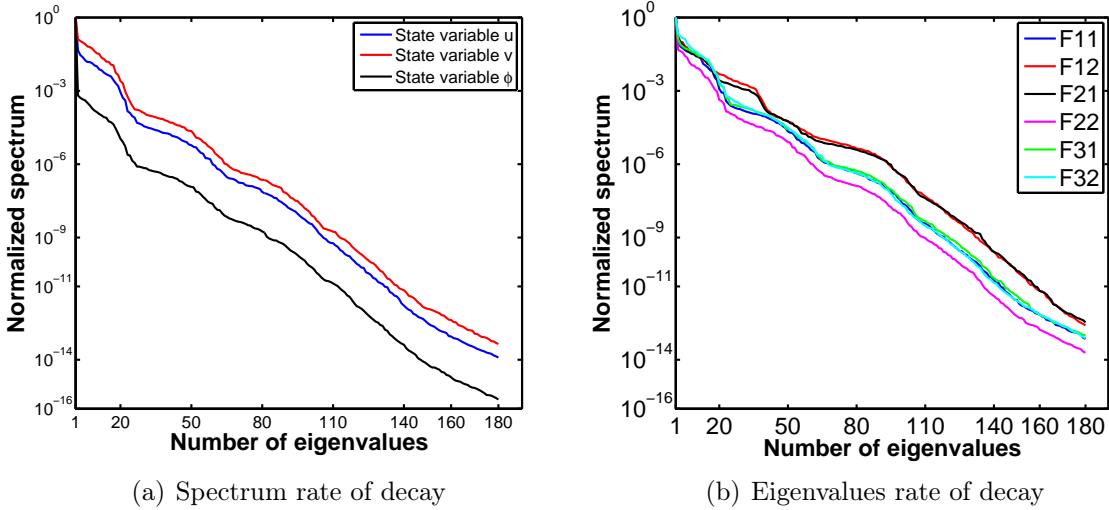 10^0
10^-3
10^-6
10^-9
10^-11
10^-14
10^-16
Normalized spectrum
State variable u
State variable v
State variable ϕ
1 20 50 80 110 140 160 180
Number of eigenvalues
(a) Spectrum rate of decay
10^0
10^-3
10^-6
10^-9
10^-11
10^-14
10^-16
Normalized spectrum
F11
F12
F21
F22
F31
F32
1 20 50 80 110 140 160 180
Number of eigenvalues
(b) Eigenvalues rate of decay